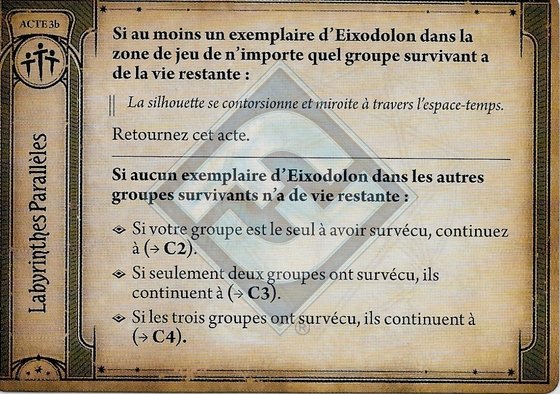 ACTE 3b
Labyrinthes Parallèles
Si au moins un exemplaire d'Eixodolon dans la
zone de jeu de n'importe quel groupe survivant a
de la vie restante :
La silhouette se contorsionne et miroite à travers l'espace-temps.
Retournez cet acte.
Si aucun exemplaire d'Eixodolon dans les autres
groupes survivants n'a de vie restante :
Si votre groupe est le seul à avoir survécu, continuez
à (→ C2).
Si seulement deux groupes ont survécu, ils
continuent à (→ C3).
Si les trois groupes ont survécu, ils continuent à
(→ C4).
®